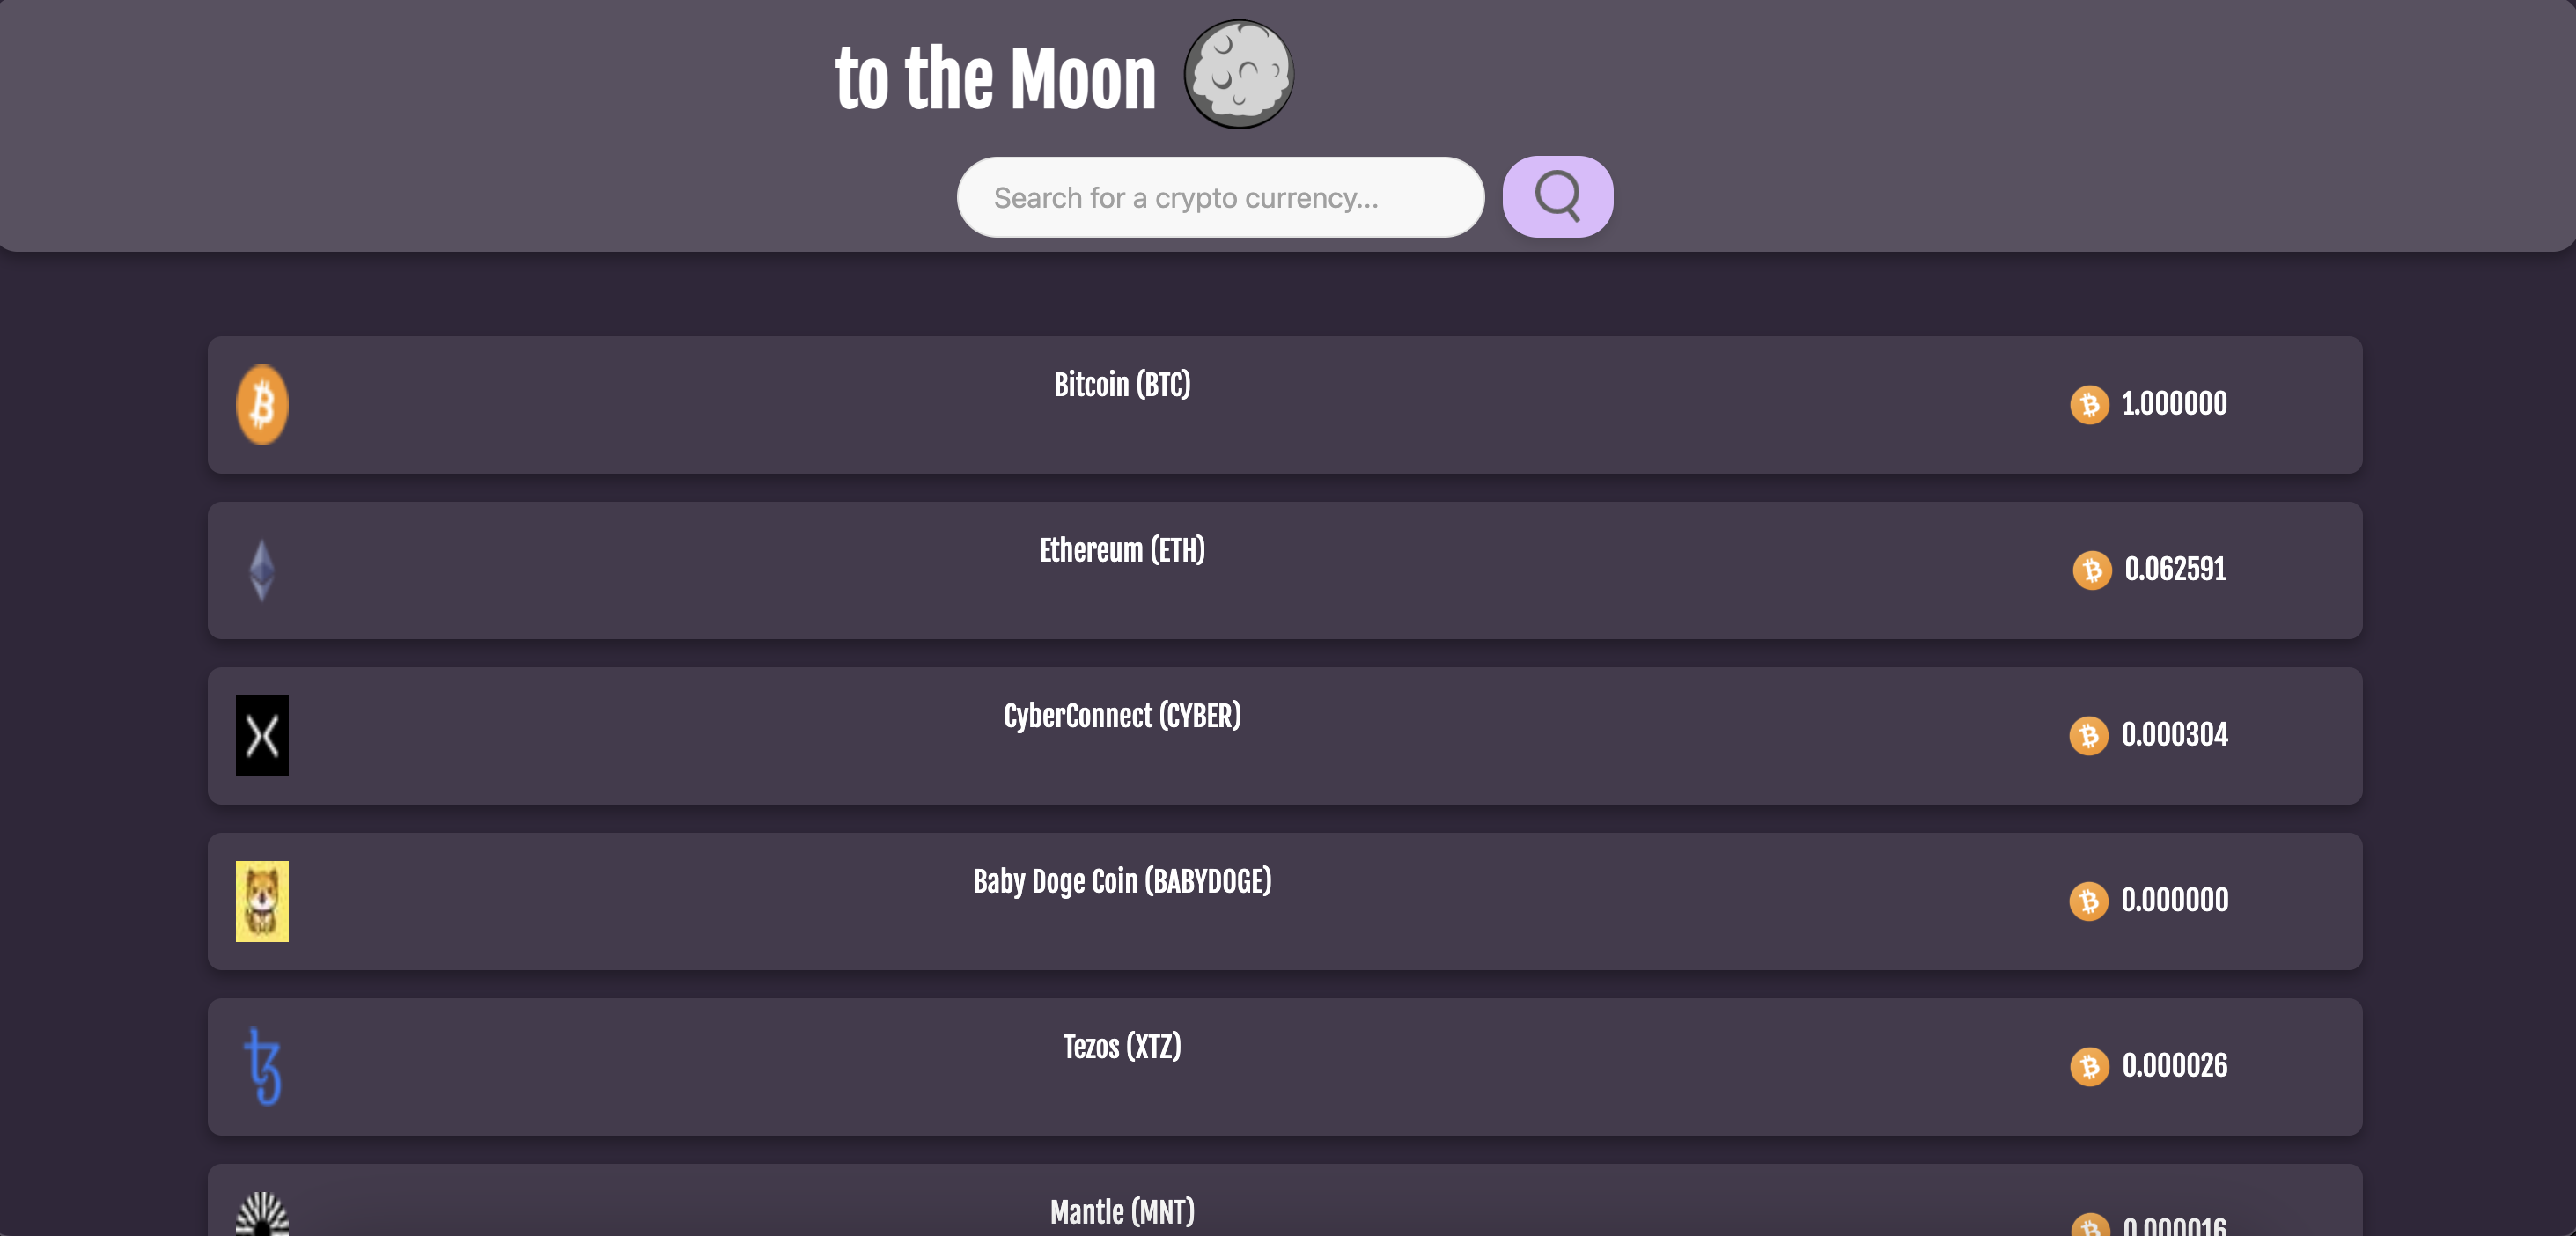 to the Moon
Search for a crypto currency...
Bitcoin (BTC)
1.000000
Ethereum (ETH)
0.062591
CyberConnect (CYBER)
0.000304
Baby Doge Coin (BABYDOGE)
0.000000
Tezos (XTZ)
0.000026
Mantle (MNT)
0.000016